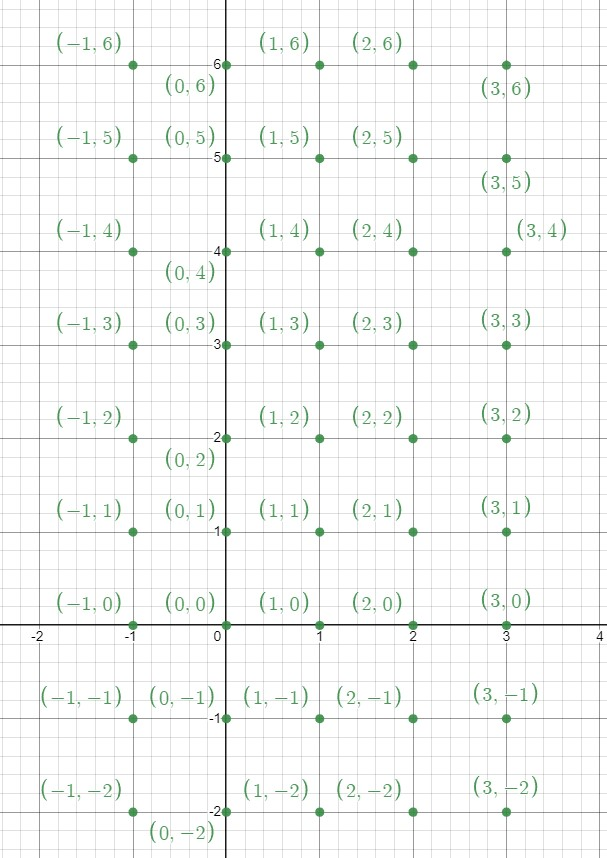 (−1, 6) (1, 6) (2, 6)
6
(0, 6) (3, 6)
(−1, 5) (0, 5) (1, 5) (2, 5)
5
(3, 5)
(−1, 4) (1, 4) (2, 4) (3, 4)
4
(0, 4)
(−1, 3) (0, 3) (1, 3) (2, 3) (3, 3)
3
(−1, 2) (1, 2) (2, 2) (3, 2)
2
(0, 2)
(−1, 1) (0, 1) (1, 1) (2, 1) (3, 1)
1
(−1, 0) (0, 0) (1, 0) (2, 0) (3, 0)
-2 -1 0 1 2 3 4
(−1, −1) (0, −1) (1, −1) (2, −1) (3, −1)
-1
(−1, −2) (1, −2) (2, −2) (3, −2)
-2
(0, −2)